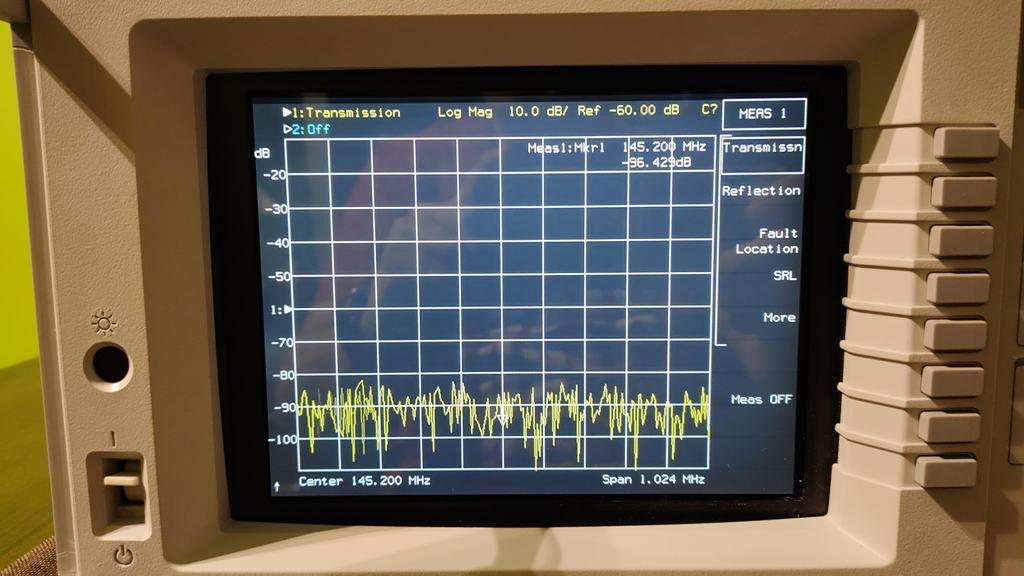 ▶1:Transmission Log Mag 10.0 dB/ Ref -60.00 dB C?
▷2:Off
MEAS 1
dB
Meas1:Mkr1 145.200 MHz
-96.429dB
Transmissn
-20
Reflection
-30
Fault
Location
-40
-50
SRL
1:▶
More
-70
-80
-90
Meas OFF
-100
Center 145.200 MHz
Span 1.024 MHz